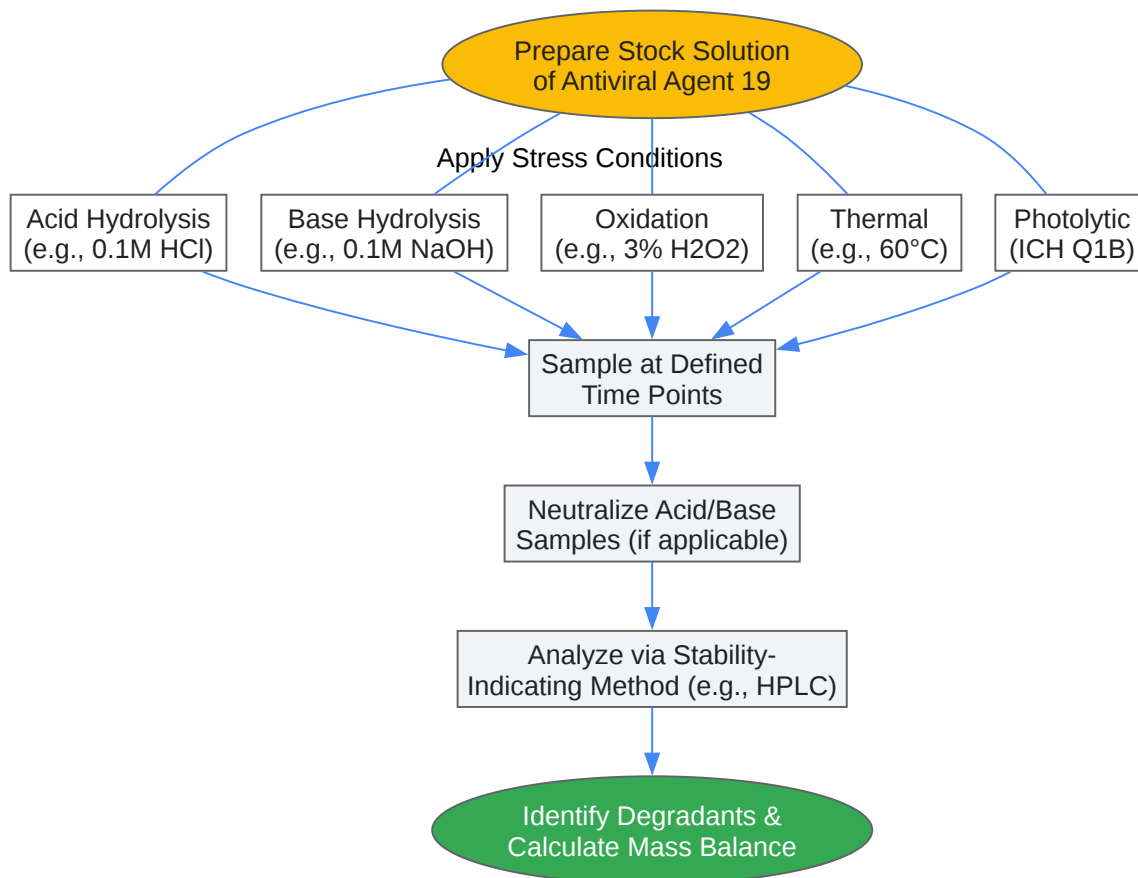 Prepare Stock Solution
of Antiviral Agent 19
Apply Stress Conditions
Acid Hydrolysis
(e.g., 0.1M HCl)
Base Hydrolysis
(e.g., 0.1M NaOH)
Oxidation
(e.g., 3% H2O2)
Thermal
(e.g., 60°C)
Photolytic
(ICH Q1B)
Sample at Defined
Time Points
Neutralize Acid/Base
Samples (if applicable)
Analyze via Stability-
Indicating Method (e.g., HPLC)
Identify Degradants &
Calculate Mass Balance